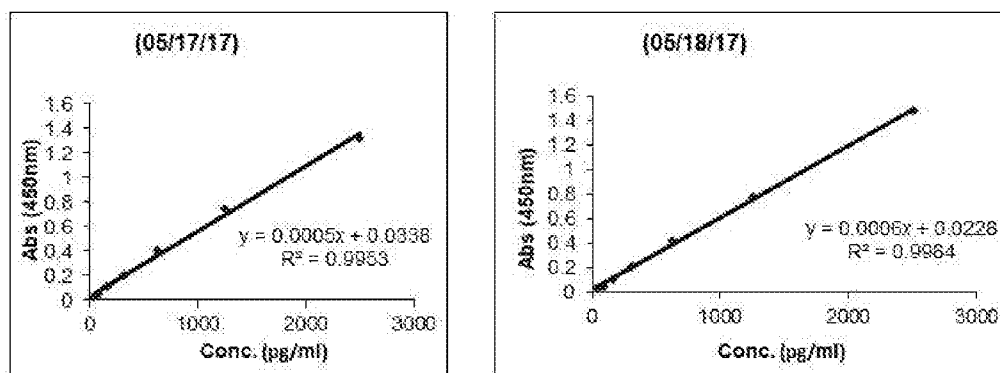 (05/17/17)
Abs (450nm)
1.6
1.4
1.2
1
0.8
0.6
0.4
0.2
0
y = 0.0005x + 0.0338
R² = 0.9953
0 1000 2000 3000
Conc. (pg/ml)
(05/18/17)
Abs (450nm)
1.6
1.4
1.2
1
0.8
0.6
0.4
0.2
0
y = 0.0006x + 0.0228
R² = 0.9984
0 1000 2000 3000
Conc. (pg/ml)